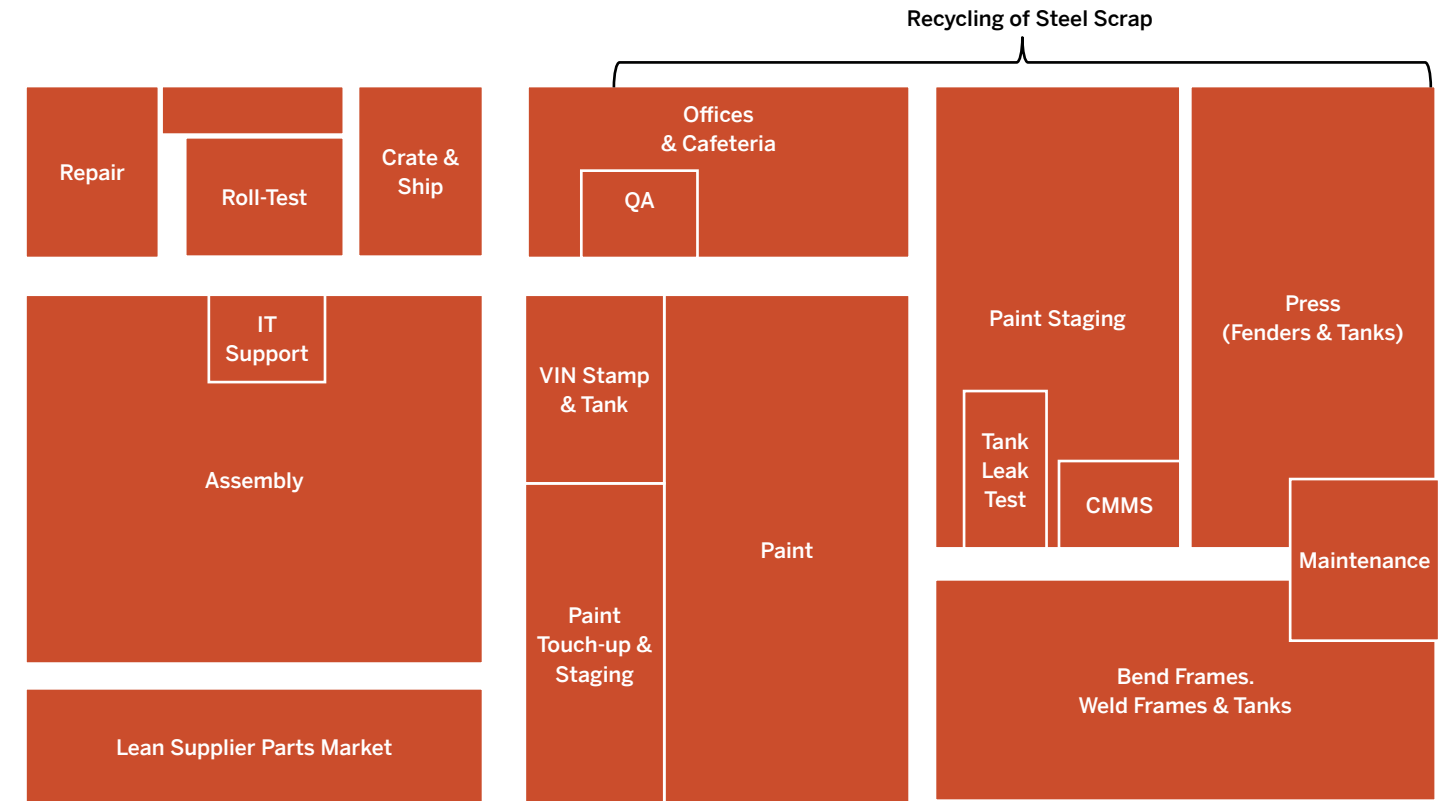 Recycling of Steel Scrap
Repair
Roll-Test
Crate &
Ship
Offices
& Cafeteria
QA
Paint Staging
Press
(Fenders & Tanks)
IT
Support
Assembly
VIN Stamp
& Tank
Paint
Tank
Leak
Test
CMMS
Maintenance
Paint
Touch-up &
Staging
Bend Frames.
Weld Frames & Tanks
Lean Supplier Parts Market